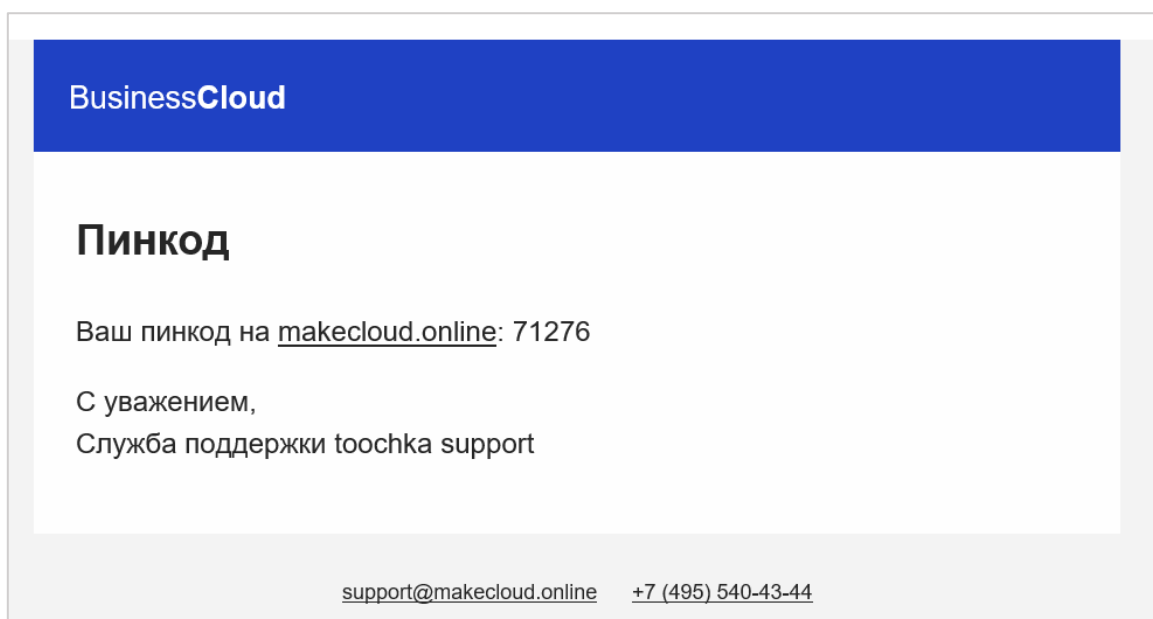 BusinessCloud
Пинкод
Ваш пинкод на makecloud.online: 71276
С уважением,
Служба поддержки toochka support
support@makecloud.online +7 (495) 540-43-44